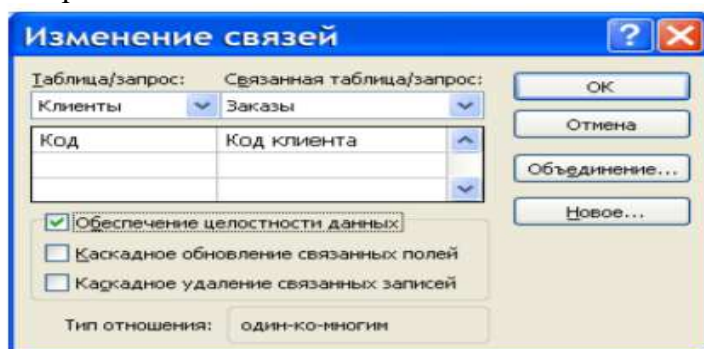 Изменение связей
Таблица/запрос: Связанная таблица/запрос:
Клиенты Заказы
Код Код клиента
ОК
Отмена
Объединение...
Новое...
Обеспечение целостности данных
Каскадное обновление связанных полей
Каскадное удаление связанных записей
Тип отношения: один-ко-многим